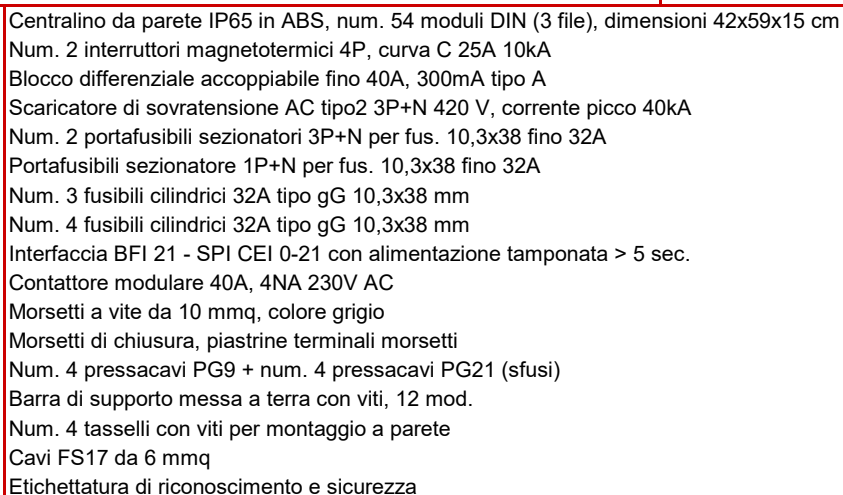 Centralino da parete IP65 in ABS, num. 54 moduli DIN (3 file), dimensioni 42x59x15 cm
Num. 2 interruttori magnetotermici 4P, curva C 25A 10kA
Blocco differenziale accoppiabile fino 40A, 300mA tipo A
Scaricatore di sovratensione AC tipo2 3P+N 420 V, corrente picco 40kA
Num. 2 portafusibili sezionatori 3P+N per fus. 10,3x38 fino 32A
Portafusibili sezionatore 1P+N per fus. 10,3x38 fino 32A
Num. 3 fusibili cilindrici 32A tipo gG 10,3x38 mm
Num. 4 fusibili cilindrici 32A tipo gG 10,3x38 mm
Interfaccia BFI 21 - SPI CEI 0-21 con alimentazione tamponata > 5 sec.
Contattore modulare 40A, 4NA 230V AC
Morsetti a vite da 10 mmq, colore grigio
Morsetti di chiusura, piastrine terminali morsetti
Num. 4 pressacavi PG9 + num. 4 pressacavi PG21 (sfusi)
Barra di supporto messa a terra con viti, 12 mod.
Num. 4 tasselli con viti per montaggio a parete
Cavi FS17 da 6 mmq
Etichettatura di riconoscimento e sicurezza